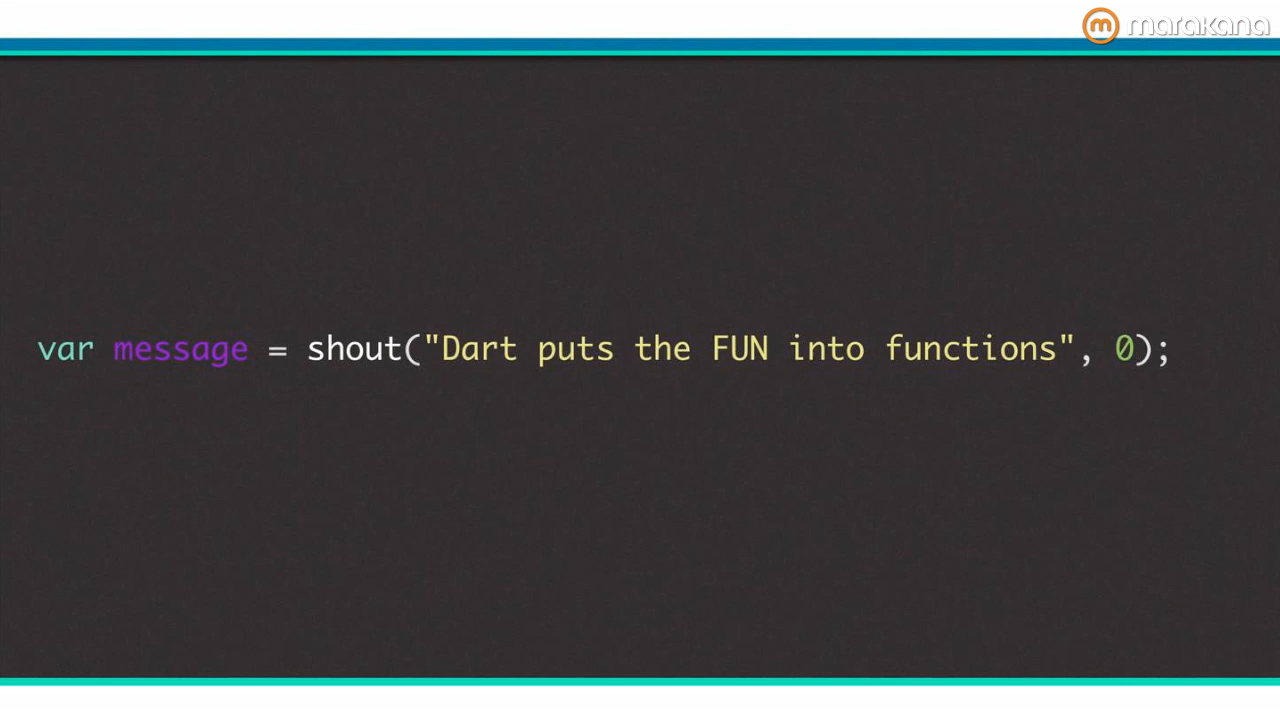 marakana
var message = shout("Dart puts the FUN into functions", 0);